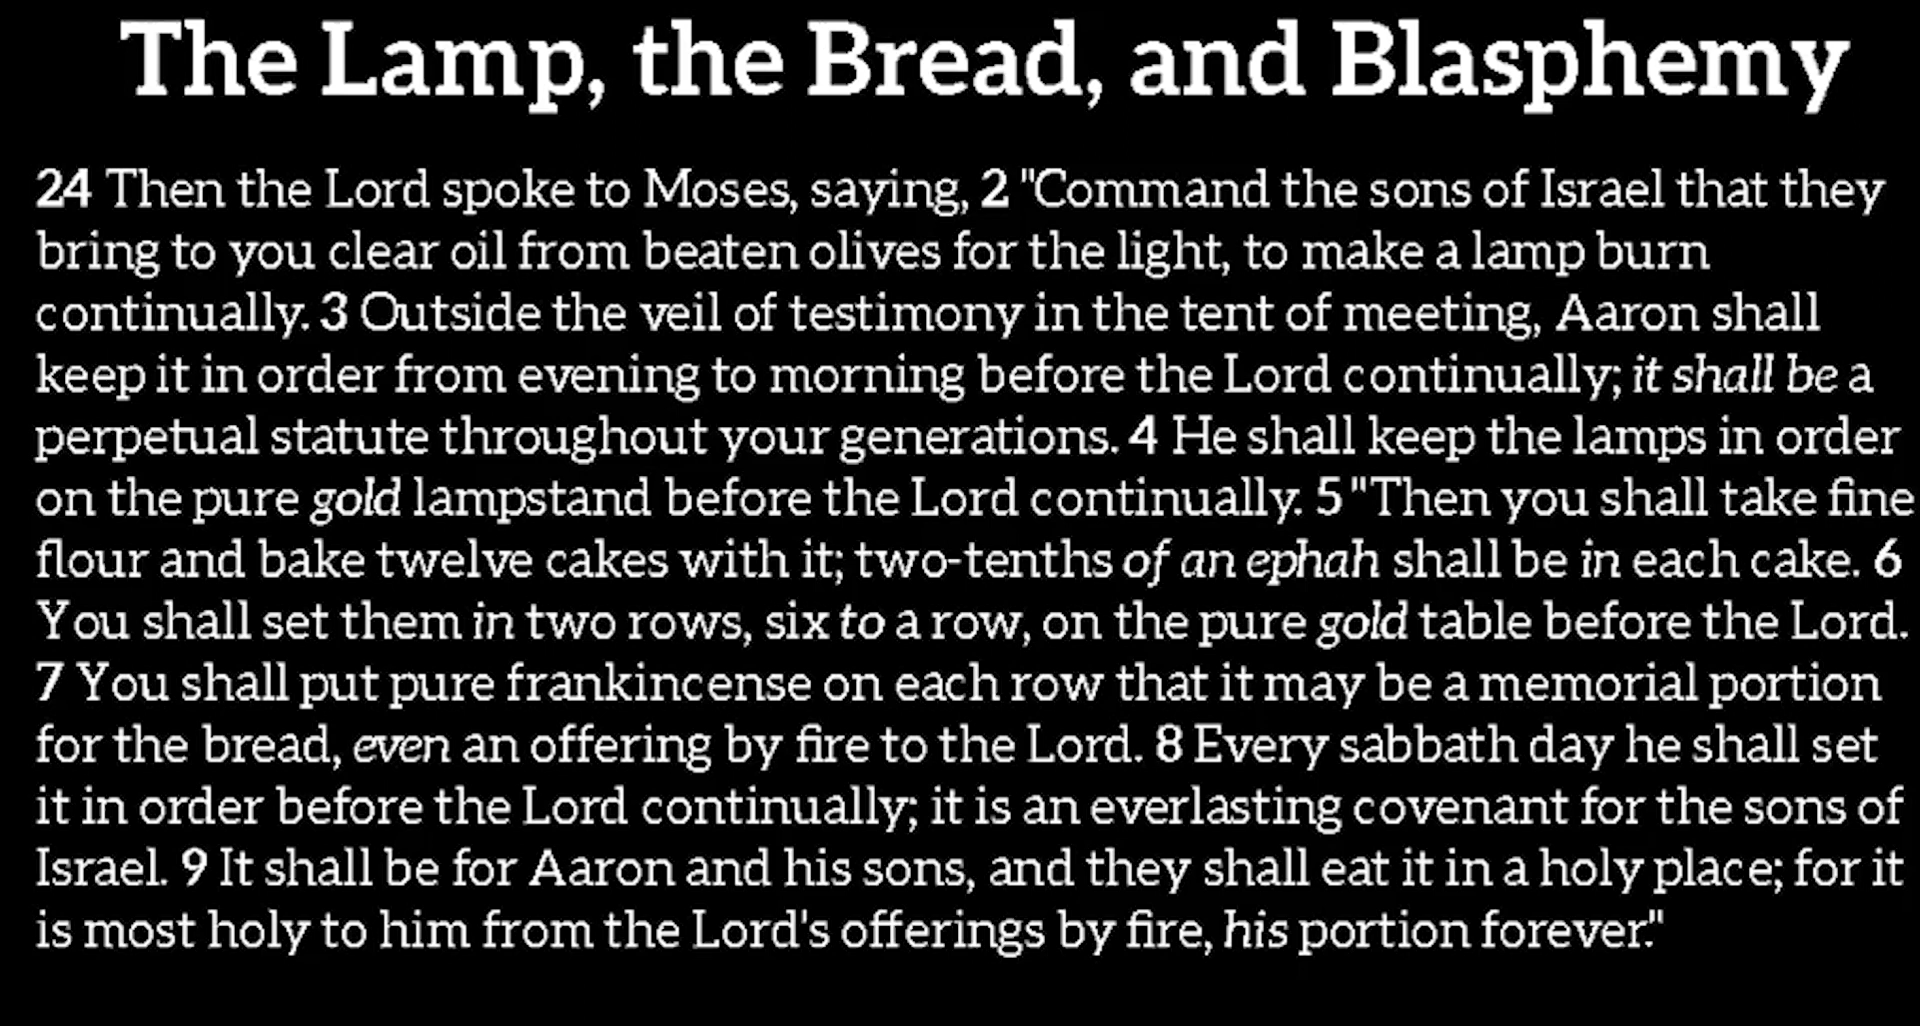 The Lamp, the Bread, and Blasphemy
24 Then the Lord spoke to Moses, saying, 2 "Command the sons of Israel that they
bring to you clear oil from beaten olives for the light, to make a lamp burn
continually. 3 Outside the veil of testimony in the tent of meeting, Aaron shall
keep it in order from evening to morning before the Lord continually; it shall be a
perpetual statute throughout your generations. 4 He shall keep the lamps in order
on the pure gold lampstand before the Lord continually. 5 "Then you shall take fine
flour and bake twelve cakes with it; two-tenths of an ephah shall be in each cake. 6
You shall set them in two rows, six to a row, on the pure gold table before the Lord.
7 You shall put pure frankincense on each row that it may be a memorial portion
for the bread, even an offering by fire to the Lord. 8 Every sabbath day he shall set
it in order before the Lord continually; it is an everlasting covenant for the sons of
Israel. 9 It shall be for Aaron and his sons, and they shall eat it in a holy place; for it
is most holy to him from the Lord's offerings by fire, his portion forever."